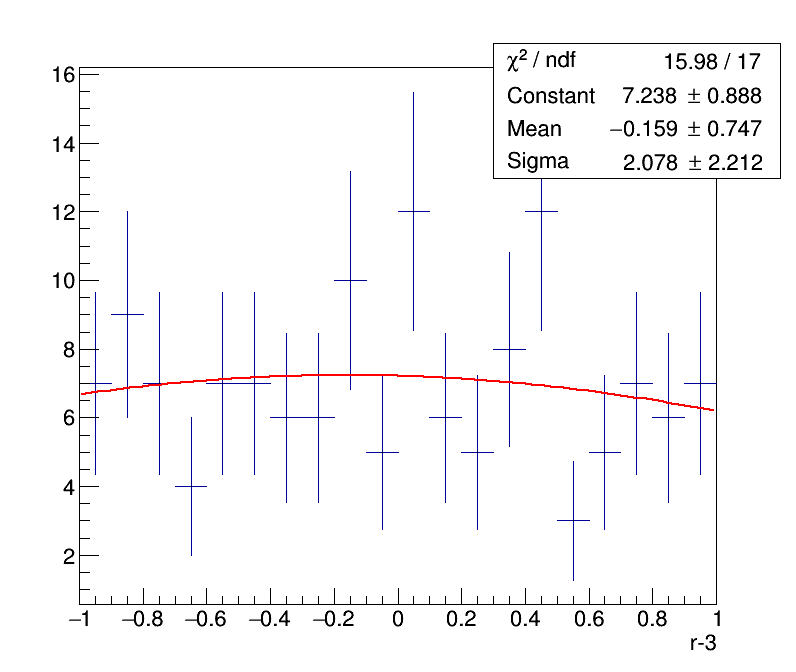 χ² / ndf 15.98 / 17
Constant 7.238 ± 0.888
Mean −0.159 ± 0.747
Sigma 2.078 ± 2.212
16
14
12
10
8
6
4
2
−1 −0.8 −0.6 −0.4 −0.2 0 0.2 0.4 0.6 0.8 1
r-3